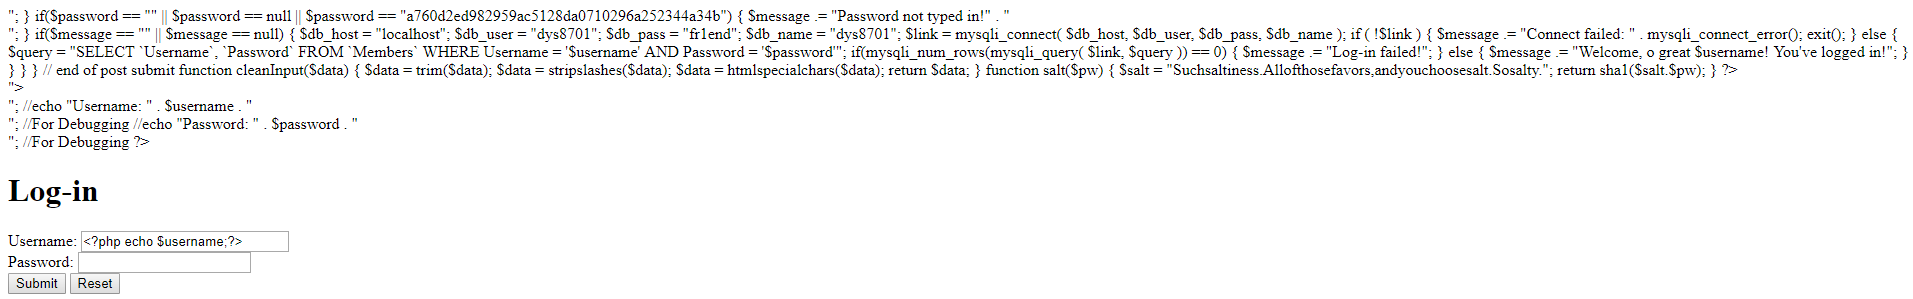 "; } if($password == "" || $password == null || $password == "a760d2ed982959ac5128da0710296a252344a34b") { $message .= "Password not typed in!" . "
"; } if($message == "" || $message == null) { $db_host = "localhost"; $db_user = "dys8701"; $db_pass = "fr1end"; $db_name = "dys8701"; $link = mysqli_connect( $db_host, $db_user, $db_pass, $db_name ); if ( !$link ) { $message .= "Connect failed: " . mysqli_connect_error(); exit(); } else {
$query = "SELECT `Username`, `Password` FROM `Members` WHERE Username = '$username' AND Password = '$password'"; if(mysqli_num_rows(mysqli_query( $link, $query )) == 0) { $message .= "Log-in failed!"; } else { $message .= "Welcome, o great $username! You've logged in!"; }
} } } // end of post submit function cleanInput($data) { $data = trim($data); $data = stripslashes($data); $data = htmlspecialchars($data); return $data; } function salt($pw) { $salt = "Suchsaltiness.Allofthosefavors,andyouchoosesalt.Sosalty."; return sha1($salt.$pw); } ?>
">
"; //echo "Username: " . $username . "
"; //For Debugging //echo "Password: " . $password . "
"; //For Debugging ?>
Log-in
Username: <?php echo $username;?>
Password:
Submit Reset